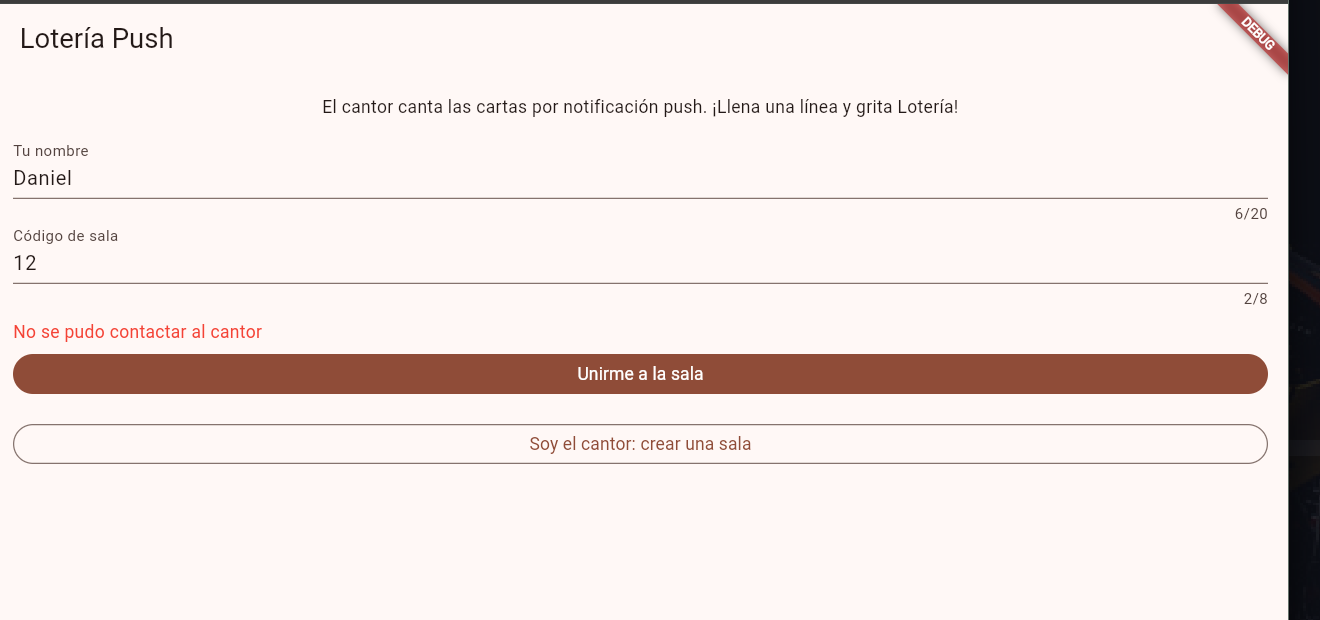 Lotería Push
DEBUG
El cantor canta las cartas por notificación push. ¡Llena una línea y grita Lotería!
Tu nombre
Daniel
6/20
Código de sala
12
2/8
No se pudo contactar al cantor
Unirme a la sala
Soy el cantor: crear una sala